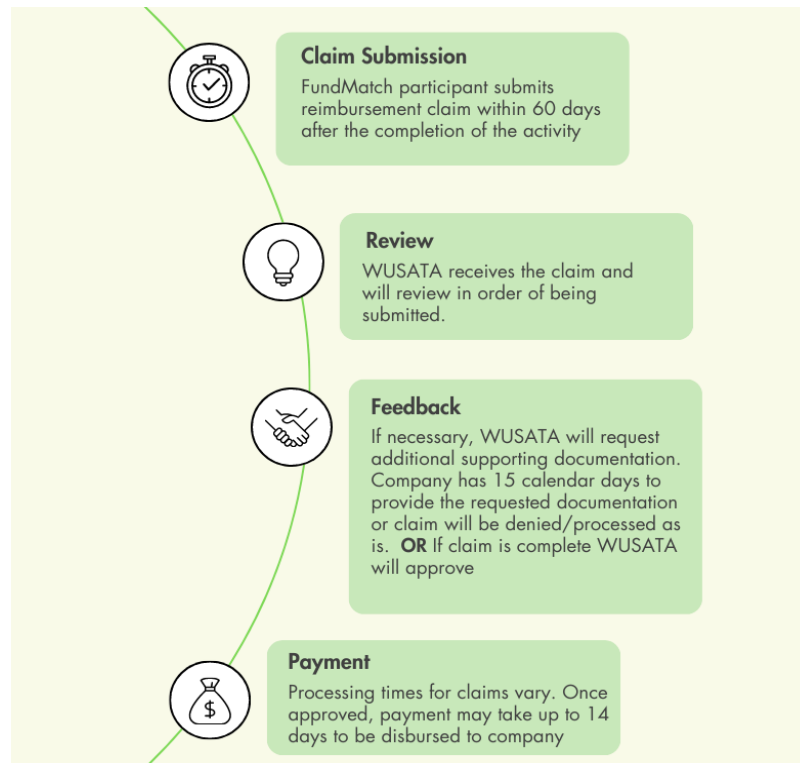 Claim Submission
FundMatch participant submits
reimbursement claim within 60 days
after the completion of the activity
Review
WUSATA receives the claim and
will review in order of being
submitted.
Feedback
If necessary, WUSATA will request
additional supporting documentation.
Company has 15 calendar days to
provide the requested documentation
or claim will be denied/processed as
is. OR If claim is complete WUSATA
will approve
$
Payment
Processing times for claims vary. Once
approved, payment may take up to 14
days to be disbursed to company